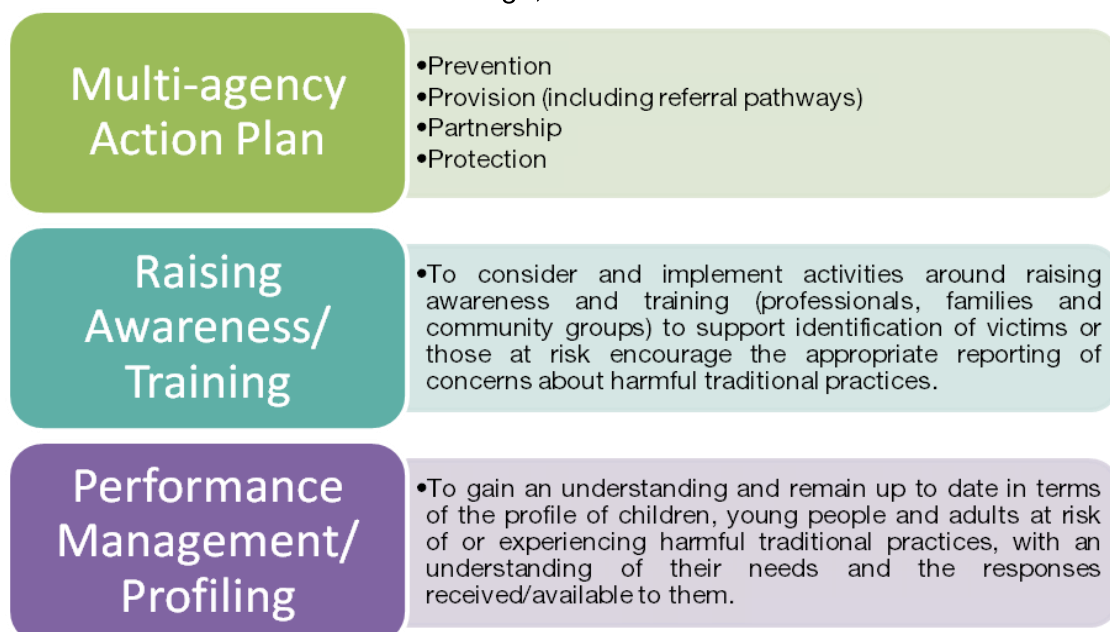 Multi-agency
Action Plan
•Prevention
•Provision (including referral pathways)
•Partnership
•Protection
Raising
Awareness/
Training
•To consider and implement activities around raising
awareness and training (professionals, families and
community groups) to support identification of victims or
those at risk encourage the appropriate reporting of
concerns about harmful traditional practices.
Performance
Management/
Profiling
•To gain an understanding and remain up to date in terms
of the profile of children, young people and adults at risk
of or experiencing harmful traditional practices, with an
understanding of their needs and the responses
received/available to them.